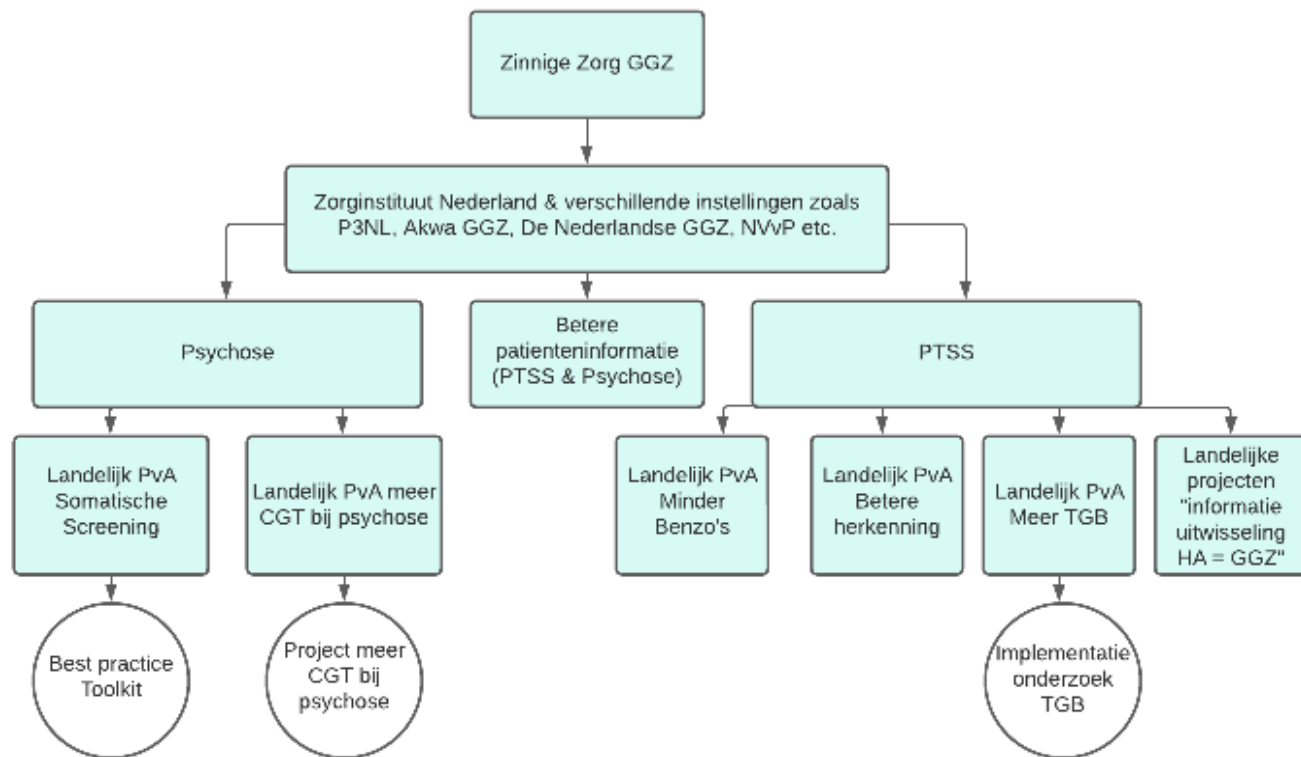 Zinnige Zorg GGZ
Zorginstituut Nederland & verschillende instellingen zoals
P3NL, Akwa GGZ, De Nederlandse GGZ, NVvP etc.
Psychose
Betere
patienteninformatie
(PTSS & Psychose)
PTSS
Landelijk PvA
Somatische
Screening
Landelijk PvA meer
CGT bij psychose
Landelijk PvA
Minder
Benzo's
Landelijk PvA
Betere
herkenning
Landelijk PvA
Meer TGB
Landelijke
projecten
"informatie
uitwisseling
HA = GGZ"
Best practice
Toolkit
Project meer
CGT bij
psychose
Implementatie
onderzoek
TGB